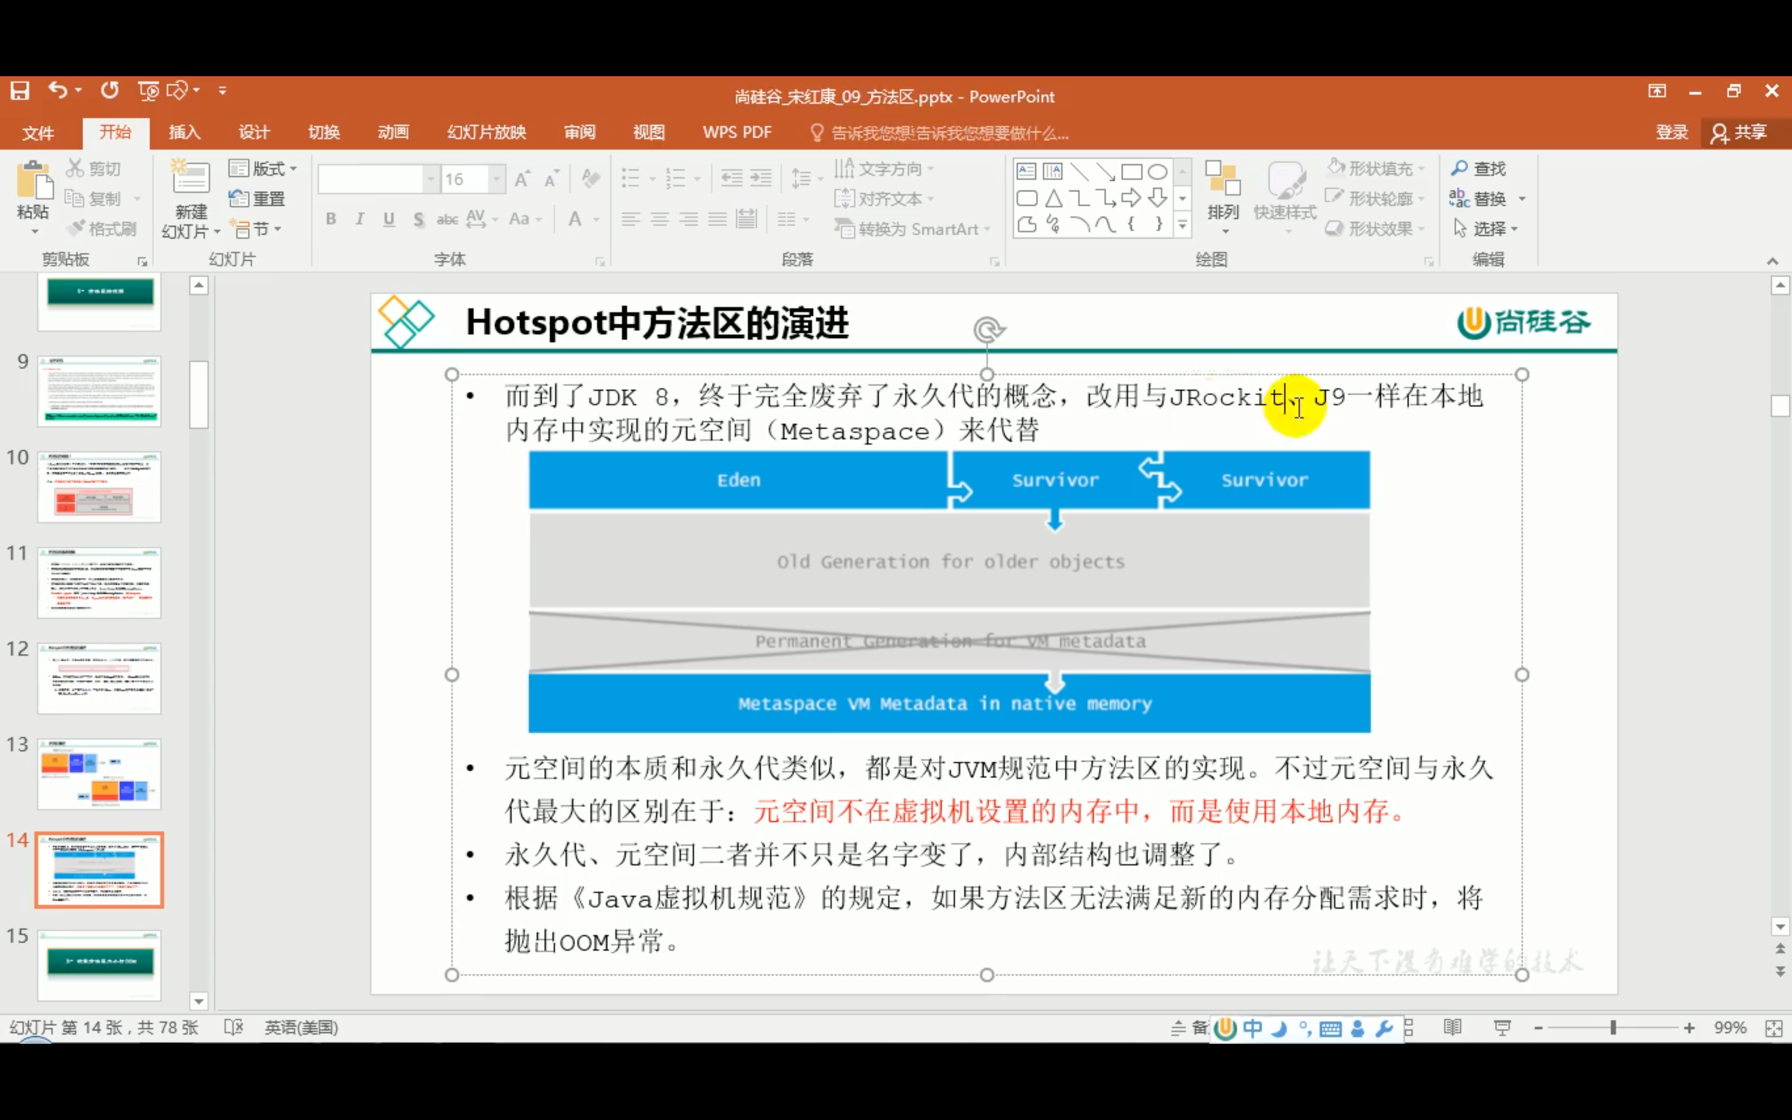 尚硅谷_宋红康_09_方法区.pptx - PowerPoint
文件 开始 插入 设计 切换 动画 幻灯片放映 审阅 视图 WPS PDF 告诉我您想!告诉我您想要做什么... 登录 共享
剪切 复制 格式刷 粘贴 剪贴板
版式 重置 节 新建 幻灯片 幻灯片
16
B I U S abc AV Aa A
字体
文字方向 对齐文本 转换为 SmartArt 段落
排列 快速样式 形状填充 形状轮廓 形状效果 绘图
查找 替换 选择 编辑
9
10
11
12
13
14
15
Hotspot中方法区的演进
尚硅谷
• 而到了JDK 8，终于完全废弃了永久代的概念，改用与JRockit、J9一样在本地
内存中实现的元空间（Metaspace）来代替
Eden Survivor Survivor
Old Generation for older objects
Permanent Generation for VM metadata
Metaspace VM Metadata in native memory
• 元空间的本质和永久代类似，都是对JVM规范中方法区的实现。不过元空间与永久
代最大的区别在于：元空间不在虚拟机设置的内存中，而是使用本地内存。
• 永久代、元空间二者并不只是名字变了，内部结构也调整了。
• 根据《Java虚拟机规范》的规定，如果方法区无法满足新的内存分配需求时，将
抛出OOM异常。
让天下没有难学的技术
幻灯片 第 14 张，共 78 张 英语(美国) 备 中 99%